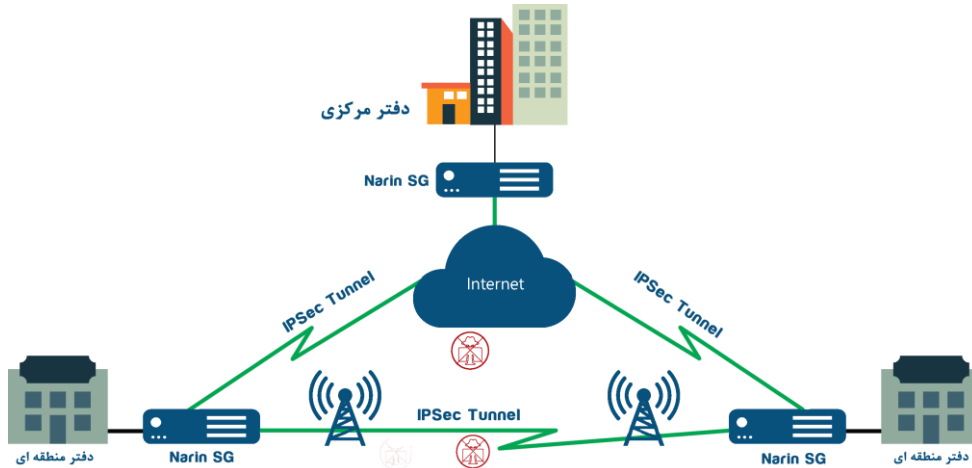 دفتر مرکزی
Narin SG
Internet
IPSec Tunnel
IPSec Tunnel
IPSec Tunnel
Narin SG
Narin SG
دفتر منطقه ای
دفتر منطقه ای